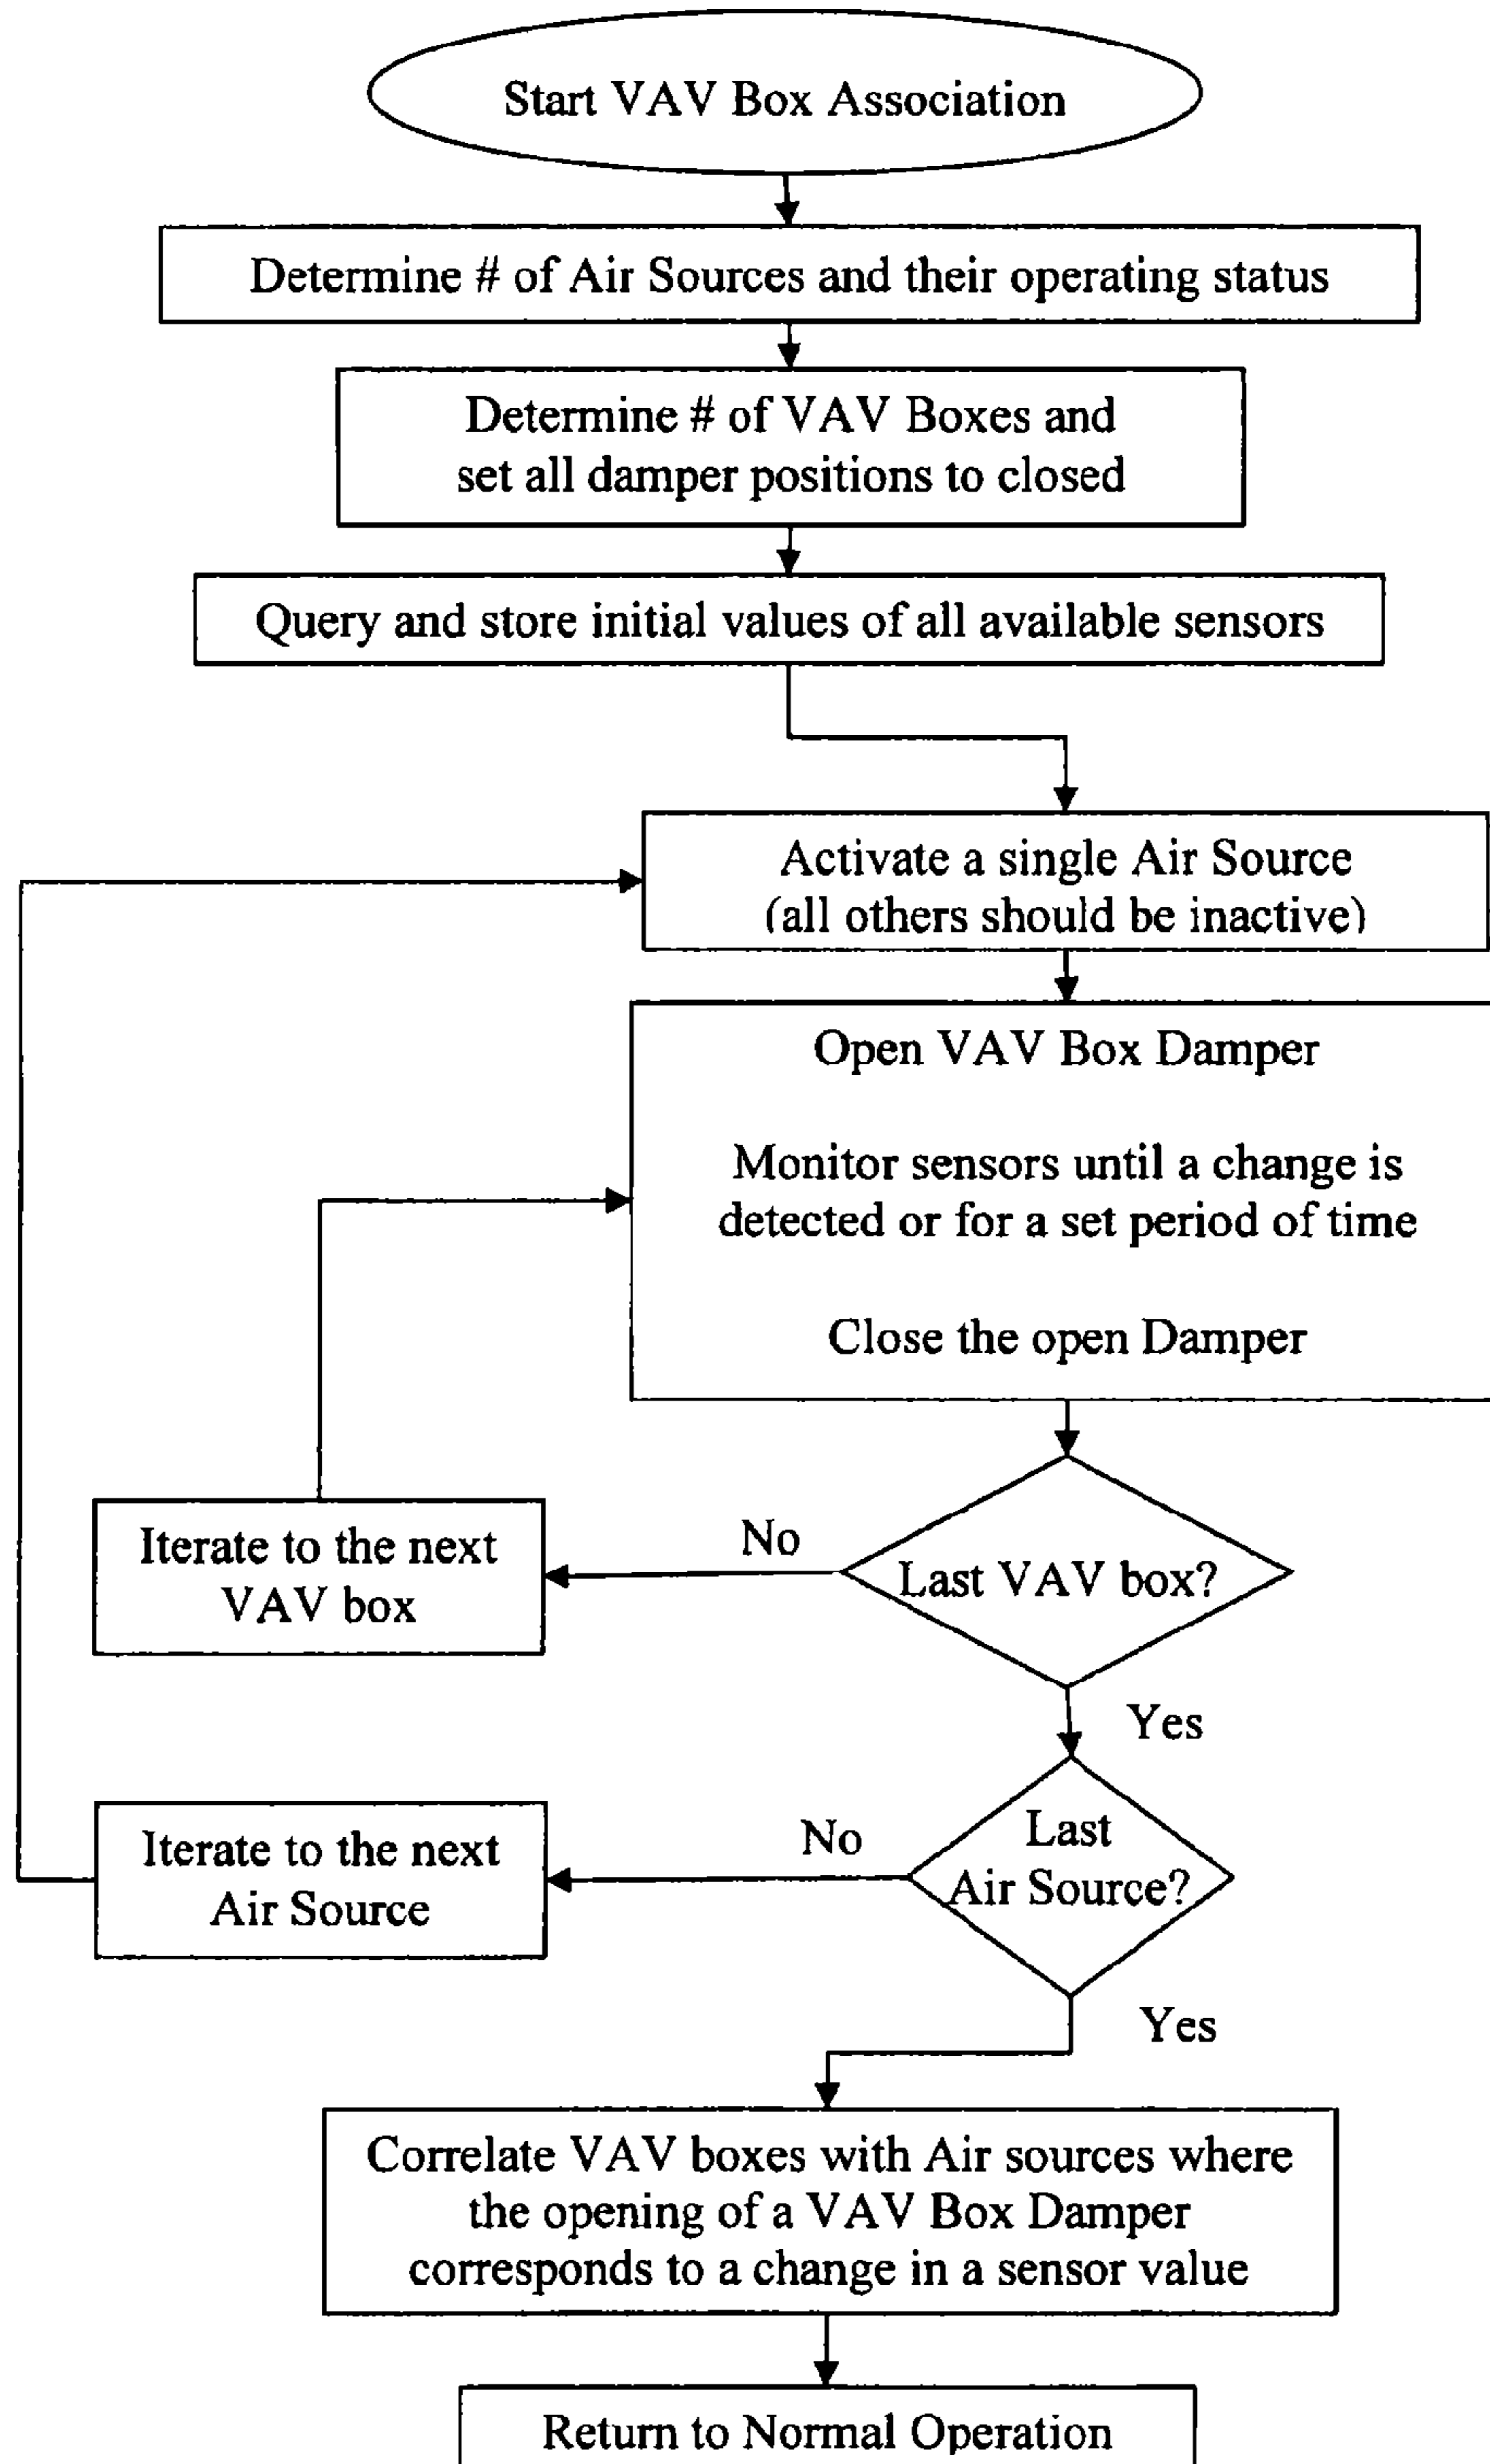 Start VAV Box Association
Determine # of Air Sources and their operating status
Determine # of VAV Boxes and
set all damper positions to closed
Query and store initial values of all available sensors
Activate a single Air Source
(all others should be inactive)
Open VAV Box Damper
Monitor sensors until a change is
detected or for a set period of time
Close the open Damper
Iterate to the next
VAV box
No
Last VAV box?
Yes
Iterate to the next
Air Source
No
Last
Air Source?
Yes
Correlate VAV boxes with Air sources where
the opening of a VAV Box Damper
corresponds to a change in a sensor value
Return to Normal Operation